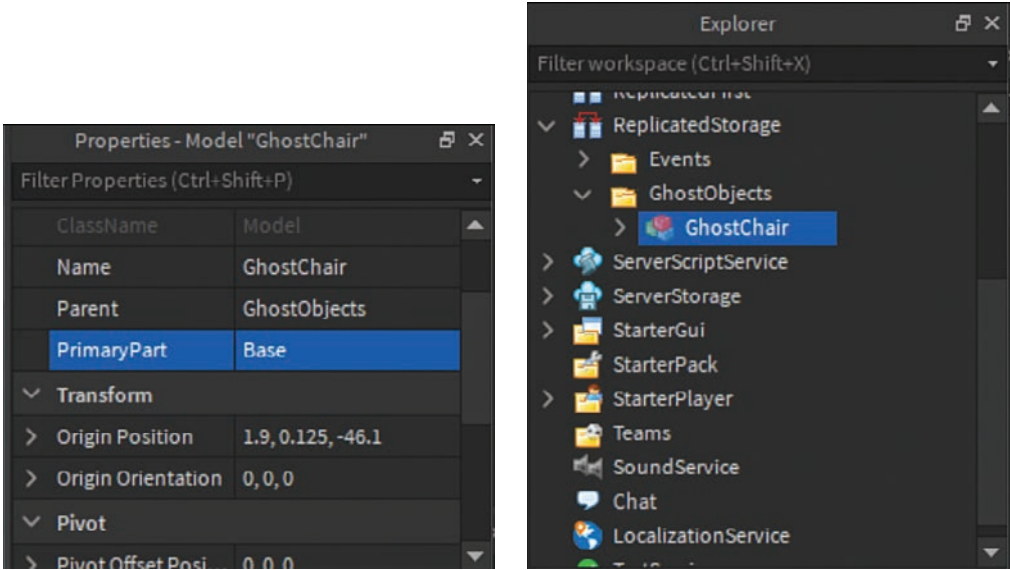 Properties - Model "GhostChair"
Filter Properties (Ctrl+Shift+P)
ClassName Model
Name GhostChair
Parent GhostObjects
PrimaryPart Base
Transform
Origin Position 1.9, 0.125, -46.1
Origin Orientation 0, 0, 0
Pivot
Pivot Offset Posi... 0, 0, 0
Explorer
Filter workspace (Ctrl+Shift+X)
ReplicatedFirst
ReplicatedStorage
Events
GhostObjects
GhostChair
ServerScriptService
ServerStorage
StarterGui
StarterPack
StarterPlayer
Teams
SoundService
Chat
LocalizationService